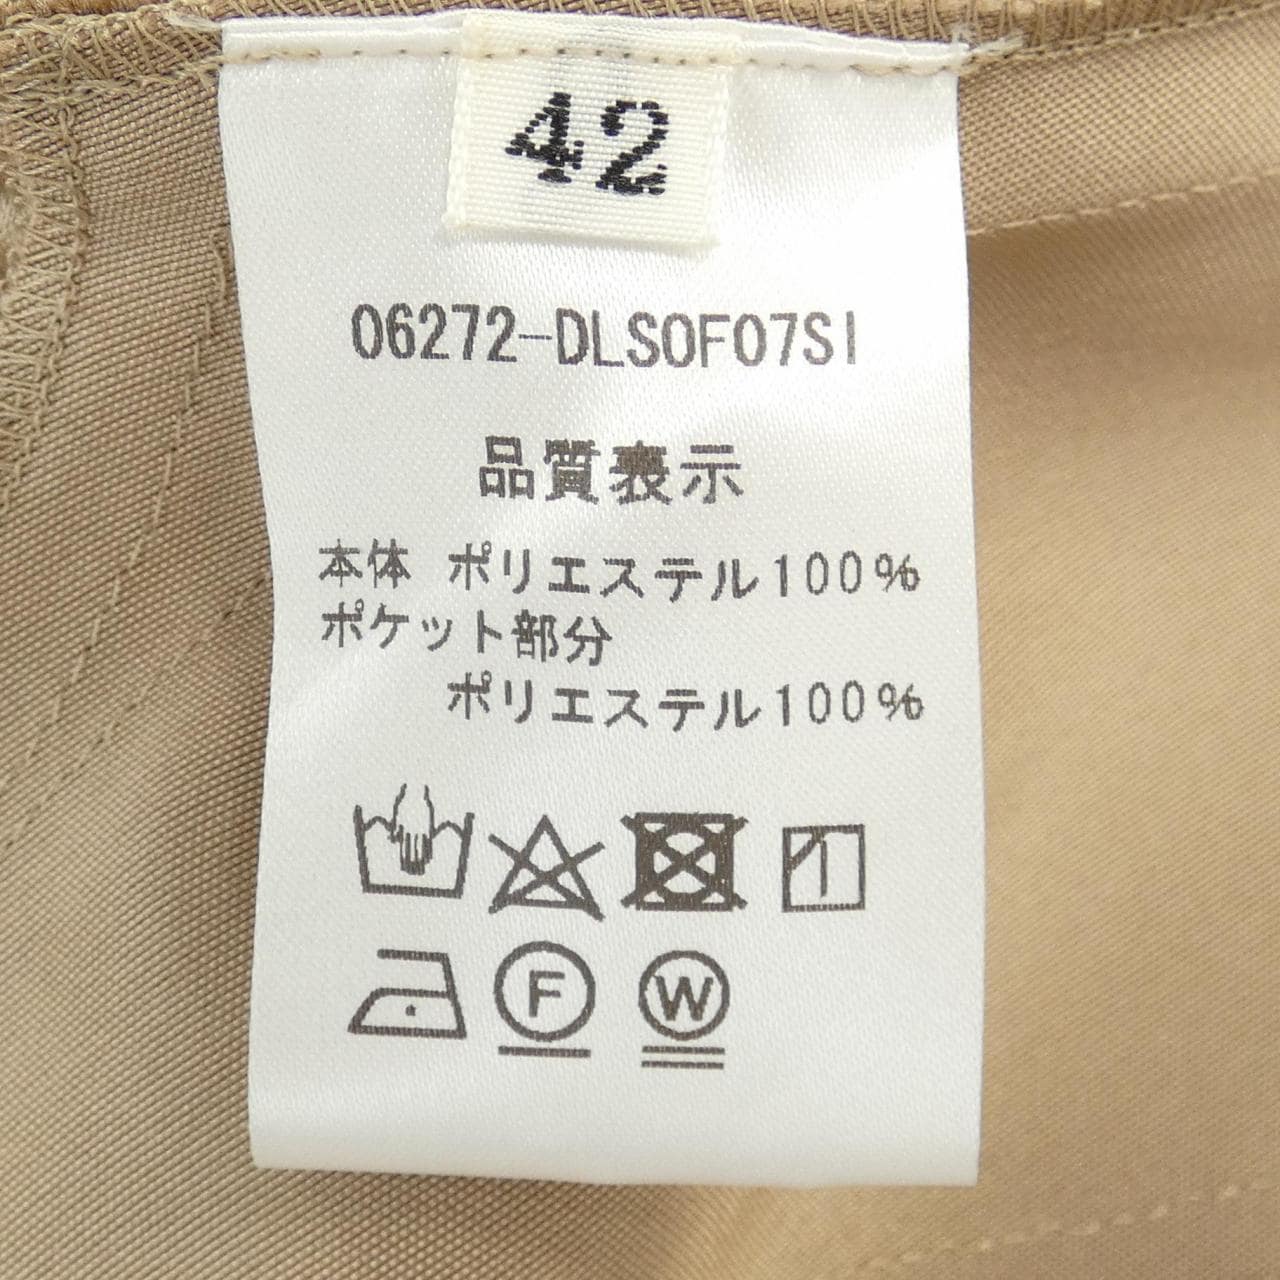 42
06272-DLSOF07SI
品質表示
本体 ポリエステル100%
ポケット部分
ポリエステル100%
F W